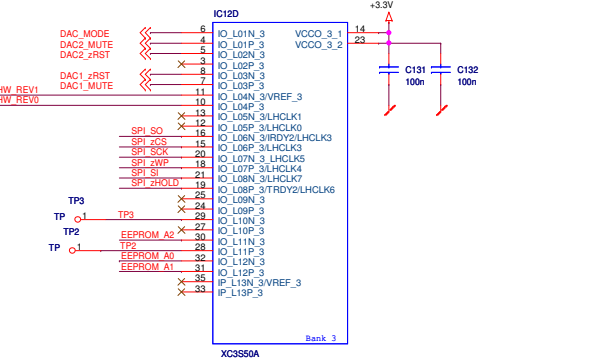 +3.3V
IC12D
DAC_MODE 6 IO_L01N_3 VCCO_3_1 14
DAC2_MUTE 4 IO_L01P_3 VCCO_3_2 23
DAC2_zRST 5 IO_L02N_3
3 IO_L02P_3
DAC1_zRST 8 IO_L03N_3
DAC1_MUTE 7 IO_L03P_3
C131 C132
100n 100n
HW_REV1 11 IO_L04N_3/VREF_3
HW_REV0 10 IO_L04P_3
13 IO_L05N_3/LHCLK1
12 IO_L05P_3/LHCLK0
SPI_SO 16 IO_L06N_3/IRDY2/LHCLK3
SPI_zCS 15 IO_L06P_3/LHCLK3
SPI_SCK 20 IO_L07N_3_LHCLK5
SPI_zWP 18 IO_L07P_3/LHCLK4
SPI_SI 21 IO_L08N_3/LHCLK7
SPI_zHOLD 19 IO_L08P_3/TRDY2/LHCLK6
25 IO_L09N_3
24 IO_L09P_3
TP3
TP 1 TP3 29 IO_L10N_3
TP2
27 IO_L10P_3
EEPROM_A2 30 IO_L11N_3
TP 1 TP2 28 IO_L11P_3
EEPROM_A0 32 IO_L12N_3
EEPROM_A1 31 IO_L12P_3
35 IP_L13N_3/VREF_3
33 IP_L13P_3
Bank 3
XC3S50A